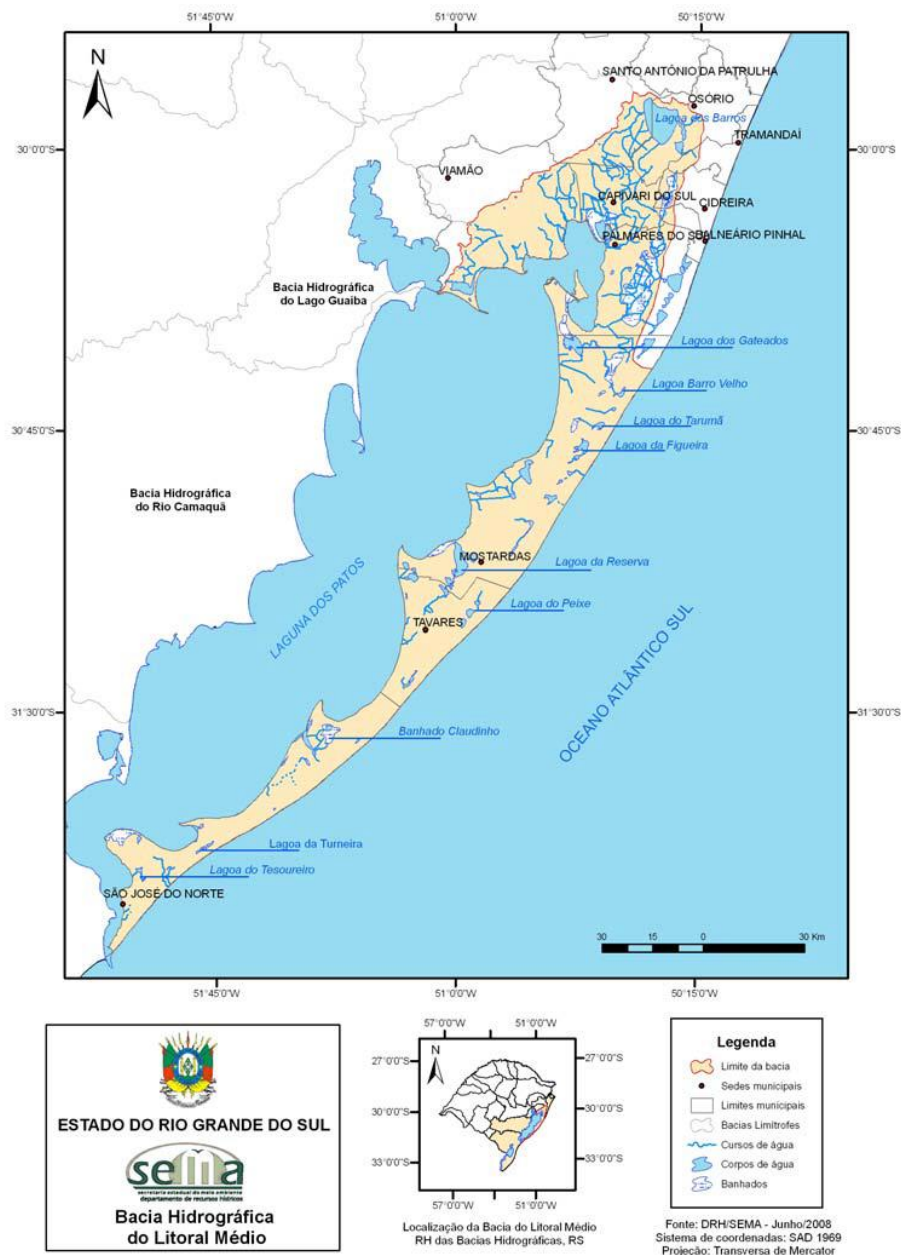 51°45'0"W
51°0'0"W
50°15'0"W
N
SANTO ANTÔNIO DA PATRULHA
OSÓRIO
Lagoa dos Barros
TRAMANDAÍ
30°0'0"S
30°0'0"S
VIAMÃO
CAPIVARI DO SUL
CIDREIRA
PALMARES DO SUL
BALNEÁRIO PINHAL
Bacia Hidrográfica
do Lago Guaiba
Lagoa dos Gateados
Lagoa Barro Velho
Lagoa do Tarumã
30°45'0"S
30°45'0"S
Lagoa da Figueira
Bacia Hidrográfica
do Rio Camaquã
MOSTARDAS
Lagoa da Reserva
LAGUNA DOS PATOS
Lagoa do Peixe
TAVARES
OCEANO ATLÂNTICO SUL
31°30'0"S
31°30'0"S
Banhado Claudinho
Lagoa da Turneira
Lagoa do Tesoureiro
SÃO JOSÉ DO NORTE
30 15 0 30 Km
51°45'0"W
51°0'0"W
50°15'0"W
ESTADO DO RIO GRANDE DO SUL
sema
secretaria estadual do meio ambiente
departamento de recursos hídricos
Bacia Hidrográfica
do Litoral Médio
57°0'0"W
51°0'0"W
N
27°0'0"S
27°0'0"S
30°0'0"S
30°0'0"S
33°0'0"S
33°0'0"S
57°0'0"W
51°0'0"W
Localização da Bacia do Litoral Médio
RH das Bacias Hidrográficas, RS
Legenda
Limite da bacia
Sedes municipais
Limites municipais
Bacias Limítrofes
Cursos de água
Corpos de água
Banhados
Fonte: DRH/SEMA - Junho/2008
Sistema de coordenadas: SAD 1969
Projeção: Transversa de Mercator